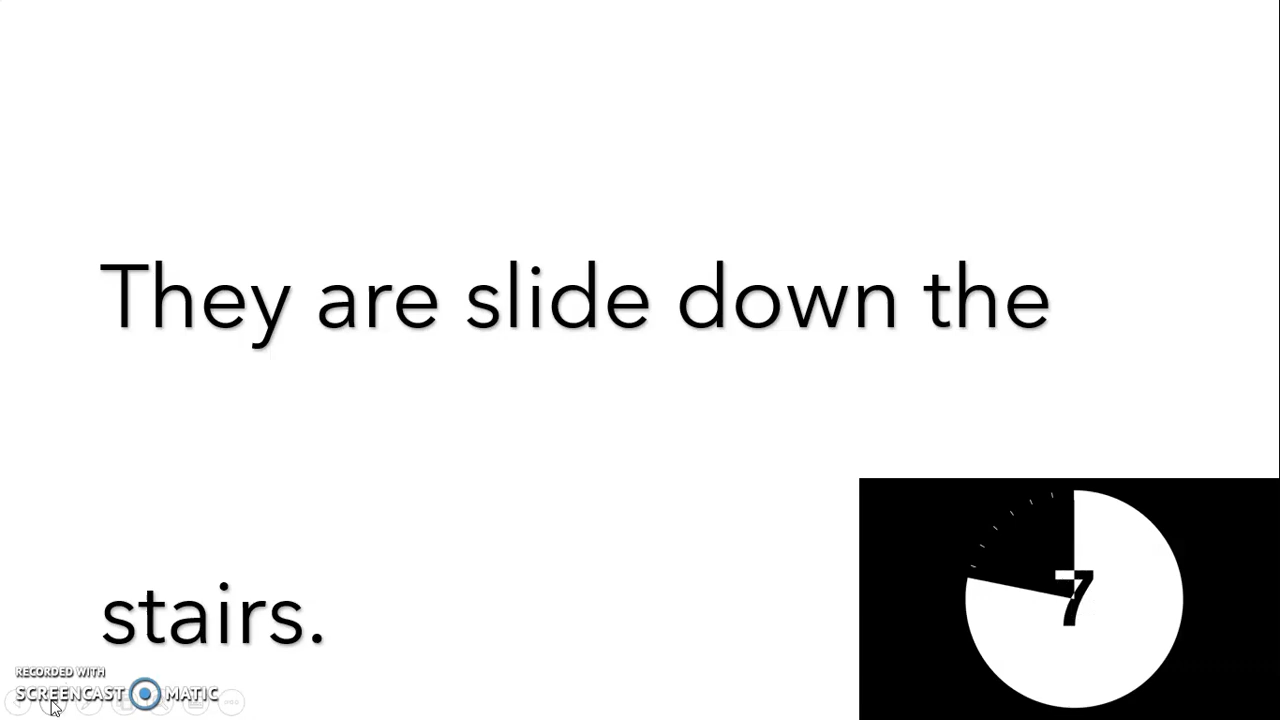 They are slide down the
stairs.
7
RECORDED WITH
SCREENCAST MATIC